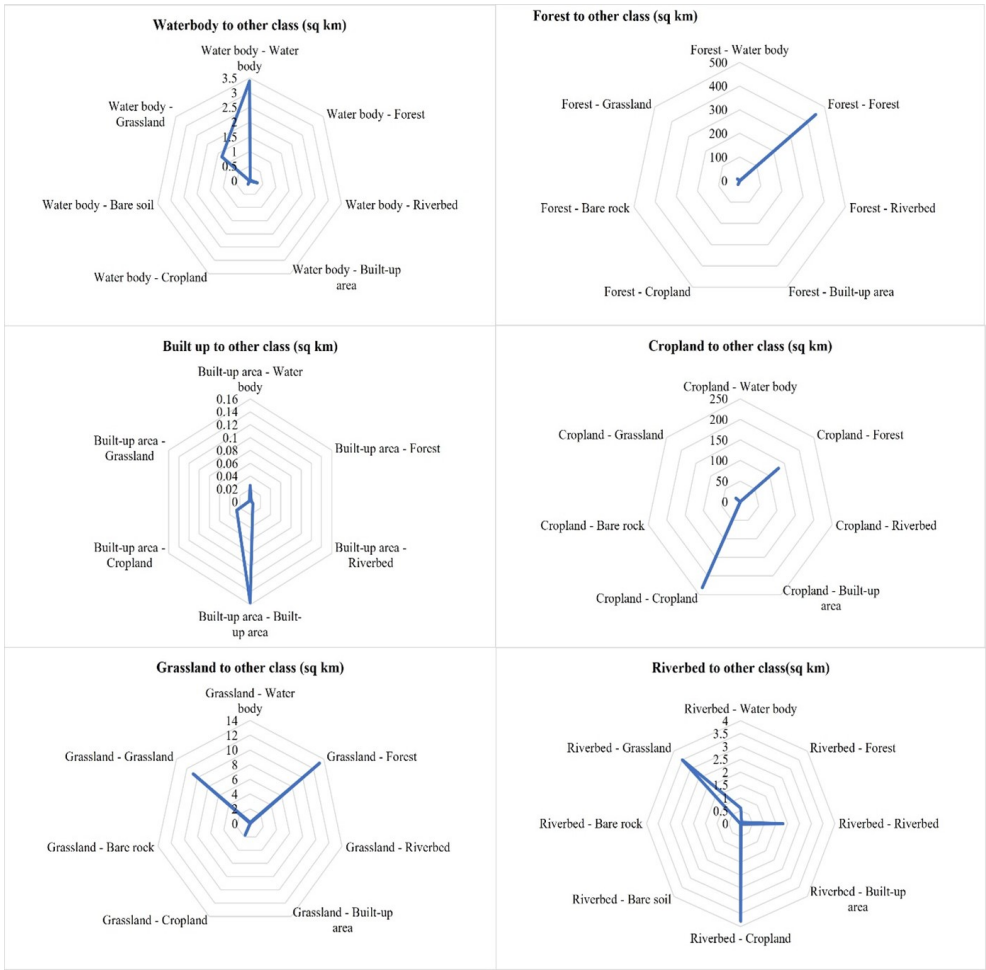 Waterbody to other class (sq km)
Water body - Water
body
3.5
3
2.5
2
1.5
1
0.5
0
Water body - Forest
Water body - Riverbed
Water body - Built-up
area
Water body - Cropland
Water body - Bare soil
Water body -
Grassland
Forest to other class (sq km)
Forest - Water body
500
400
300
200
100
0
Forest - Forest
Forest - Riverbed
Forest - Built-up area
Forest - Cropland
Forest - Bare rock
Forest - Grassland
Built up to other class (sq km)
Built-up area - Water
body
0.16
0.14
0.12
0.1
0.08
0.06
0.04
0.02
0
Built-up area - Forest
Built-up area -
Riverbed
Built-up area - Built-
up area
Built-up area -
Cropland
Built-up area -
Grassland
Cropland to other class (sq km)
Cropland - Water body
250
200
150
100
50
0
Cropland - Forest
Cropland - Riverbed
Cropland - Built-up
area
Cropland - Cropland
Cropland - Bare rock
Cropland - Grassland
Grassland to other class (sq km)
Grassland - Water
body
14
12
10
8
6
4
2
0
Grassland - Forest
Grassland - Riverbed
Grassland - Built-up
area
Grassland - Cropland
Grassland - Bare rock
Grassland - Grassland
Riverbed to other class(sq km)
Riverbed - Water body
4
3.5
3
2.5
2
1.5
1
0.5
0
Riverbed - Forest
Riverbed - Riverbed
Riverbed - Built-up
area
Riverbed - Cropland
Riverbed - Bare soil
Riverbed - Bare rock
Riverbed - Grassland